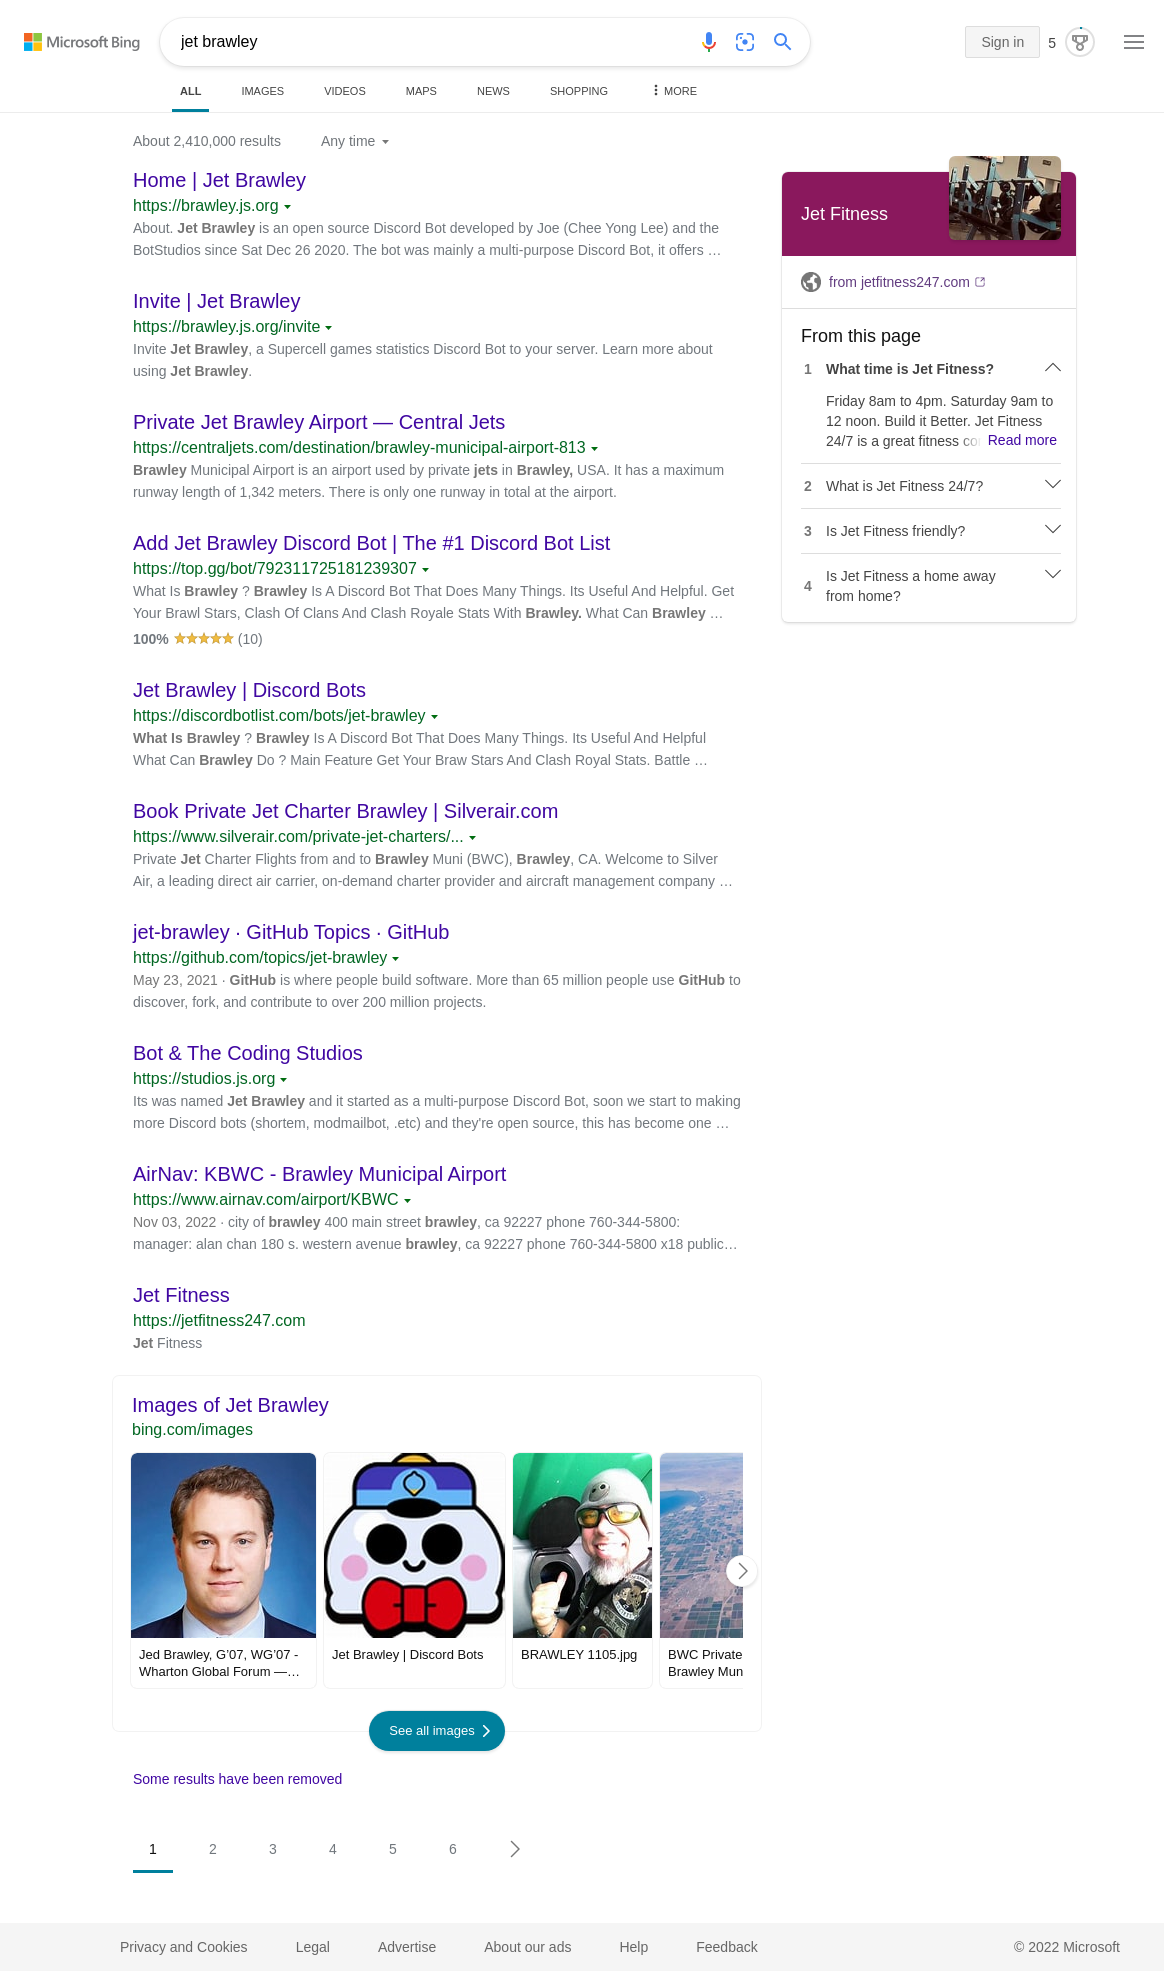 Microsoft Bing
jet brawley
Sign in
5
ALL
IMAGES
VIDEOS
MAPS
NEWS
SHOPPING
MORE
About 2,410,000 results
Any time
Home | Jet Brawley
https://brawley.js.org
About. Jet Brawley is an open source Discord Bot developed by Joe (Chee Yong Lee) and the
BotStudios since Sat Dec 26 2020. The bot was mainly a multi-purpose Discord Bot, it offers …
Invite | Jet Brawley
https://brawley.js.org/invite
Invite Jet Brawley, a Supercell games statistics Discord Bot to your server. Learn more about
using Jet Brawley.
Private Jet Brawley Airport — Central Jets
https://centraljets.com/destination/brawley-municipal-airport-813
Brawley Municipal Airport is an airport used by private jets in Brawley, USA. It has a maximum
runway length of 1,342 meters. There is only one runway in total at the airport.
Add Jet Brawley Discord Bot | The #1 Discord Bot List
https://top.gg/bot/792311725181239307
What Is Brawley ? Brawley Is A Discord Bot That Does Many Things. Its Useful And Helpful. Get
Your Brawl Stars, Clash Of Clans And Clash Royale Stats With Brawley. What Can Brawley …
100% (10)
Jet Brawley | Discord Bots
https://discordbotlist.com/bots/jet-brawley
What Is Brawley ? Brawley Is A Discord Bot That Does Many Things. Its Useful And Helpful
What Can Brawley Do ? Main Feature Get Your Braw Stars And Clash Royal Stats. Battle …
Book Private Jet Charter Brawley | Silverair.com
https://www.silverair.com/private-jet-charters/...
Private Jet Charter Flights from and to Brawley Muni (BWC), Brawley, CA. Welcome to Silver
Air, a leading direct air carrier, on-demand charter provider and aircraft management company …
jet-brawley · GitHub Topics · GitHub
https://github.com/topics/jet-brawley
May 23, 2021 · GitHub is where people build software. More than 65 million people use GitHub to
discover, fork, and contribute to over 200 million projects.
Bot & The Coding Studios
https://studios.js.org
Its was named Jet Brawley and it started as a multi-purpose Discord Bot, soon we start to making
more Discord bots (shortem, modmailbot, .etc) and they're open source, this has become one …
AirNav: KBWC - Brawley Municipal Airport
https://www.airnav.com/airport/KBWC
Nov 03, 2022 · city of brawley 400 main street brawley, ca 92227 phone 760-344-5800:
manager: alan chan 180 s. western avenue brawley, ca 92227 phone 760-344-5800 x18 public…
Jet Fitness
https://jetfitness247.com
Jet Fitness
Images of Jet Brawley
bing.com/images
Jed Brawley, G'07, WG'07 -
Wharton Global Forum —…
Jet Brawley | Discord Bots
BRAWLEY 1105.jpg
BWC Private
Brawley Mun
See all images
Some results have been removed
1
2
3
4
5
6
Jet Fitness
from jetfitness247.com
From this page
1 What time is Jet Fitness?
Friday 8am to 4pm. Saturday 9am to
12 noon. Build it Better. Jet Fitness
24/7 is a great fitness co Read more
2 What is Jet Fitness 24/7?
3 Is Jet Fitness friendly?
4 Is Jet Fitness a home away
from home?
Privacy and Cookies
Legal
Advertise
About our ads
Help
Feedback
© 2022 Microsoft